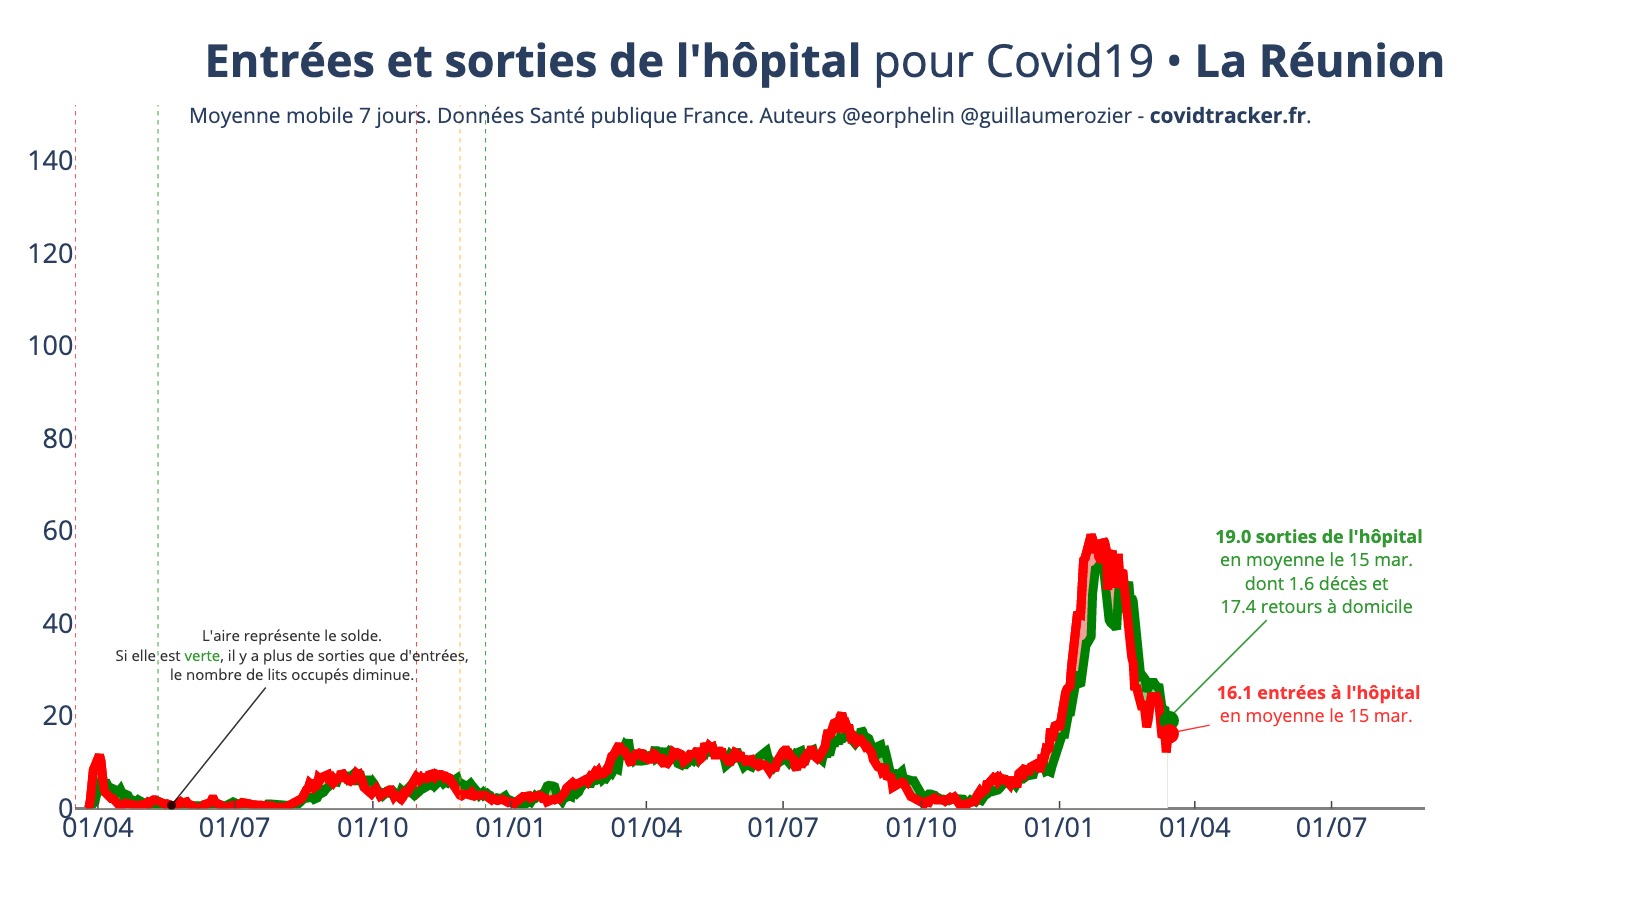 Entrées et sorties de l'hôpital pour Covid19 • La Réunion
Moyenne mobile 7 jours. Données Santé publique France. Auteurs @eorphelin @guillaumerozier - covidtracker.fr.
140
120
100
80
60
40
20
0
19.0 sorties de l'hôpital
en moyenne le 15 mar.
dont 1.6 décès et
17.4 retours à domicile
L'aire représente le solde.
Si elle est verte, il y a plus de sorties que d'entrées,
le nombre de lits occupés diminue.
16.1 entrées à l'hôpital
en moyenne le 15 mar.
01/04
01/07
01/10
01/01
01/04
01/07
01/10
01/01
01/04
01/07